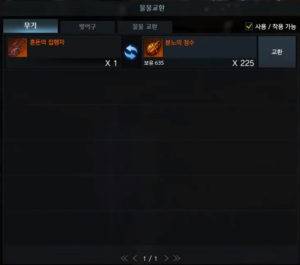 물물교환
무기
방어구
물물 교환
사용 / 착용 가능
혼돈의 집행자
X 1
분노의 정수
보유 635
X 225
교환
1 / 1